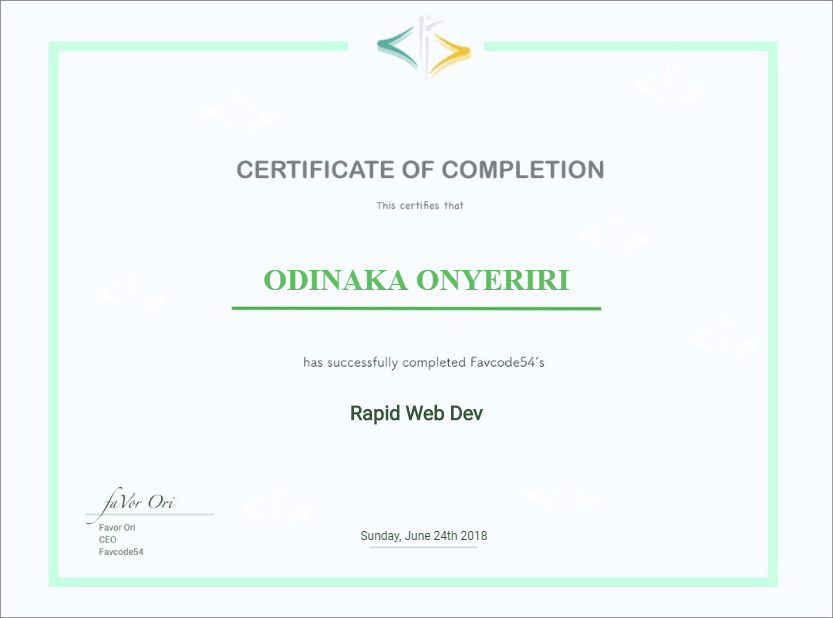 CERTIFICATE OF COMPLETION
This certifies that
ODINAKA ONYERIRI
has successfully completed Favcode54's
Rapid Web Dev
faVor Ori
Favor Ori
CEO
Favcode54
Sunday, June 24th 2018